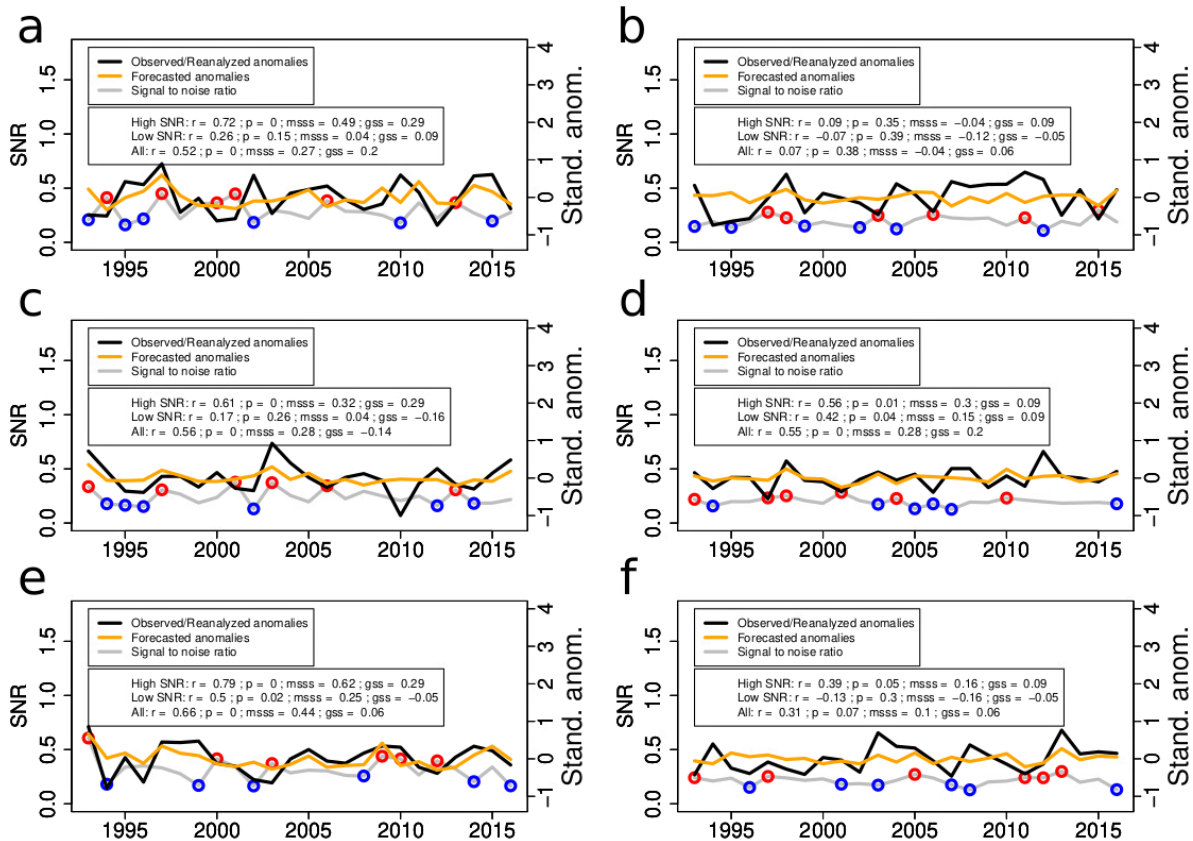 a
SNR
0.0 0.5 1.0 1.5
Observed/Reanalyzed anomalies
Forecasted anomalies
Signal to noise ratio
High SNR: r = 0.72 ; p = 0 ; msss = 0.49 ; gss = 0.29
Low SNR: r = 0.26 ; p = 0.15 ; msss = 0.04 ; gss = 0.09
All: r = 0.52 ; p = 0 ; msss = 0.27 ; gss = 0.2
−1 0 1 2 3 4
Stand. anom.
1995 2000 2005 2010 2015
b
SNR
0.0 0.5 1.0 1.5
Observed/Reanalyzed anomalies
Forecasted anomalies
Signal to noise ratio
High SNR: r = 0.09 ; p = 0.35 ; msss = −0.04 ; gss = 0.09
Low SNR: r = −0.07 ; p = 0.39 ; msss = −0.12 ; gss = −0.05
All: r = 0.07 ; p = 0.38 ; msss = −0.04 ; gss = 0.06
−1 0 1 2 3 4
Stand. anom.
1995 2000 2005 2010 2015
c
SNR
0.0 0.5 1.0 1.5
Observed/Reanalyzed anomalies
Forecasted anomalies
Signal to noise ratio
High SNR: r = 0.61 ; p = 0 ; msss = 0.32 ; gss = 0.29
Low SNR: r = 0.17 ; p = 0.26 ; msss = 0.04 ; gss = −0.16
All: r = 0.56 ; p = 0 ; msss = 0.28 ; gss = −0.14
−1 0 1 2 3 4
Stand. anom.
1995 2000 2005 2010 2015
d
SNR
0.0 0.5 1.0 1.5
Observed/Reanalyzed anomalies
Forecasted anomalies
Signal to noise ratio
High SNR: r = 0.56 ; p = 0.01 ; msss = 0.3 ; gss = 0.09
Low SNR: r = 0.42 ; p = 0.04 ; msss = 0.15 ; gss = 0.09
All: r = 0.55 ; p = 0 ; msss = 0.28 ; gss = 0.2
−1 0 1 2 3 4
Stand. anom.
1995 2000 2005 2010 2015
e
SNR
0.0 0.5 1.0 1.5
Observed/Reanalyzed anomalies
Forecasted anomalies
Signal to noise ratio
High SNR: r = 0.79 ; p = 0 ; msss = 0.62 ; gss = 0.29
Low SNR: r = 0.5 ; p = 0.02 ; msss = 0.25 ; gss = −0.05
All: r = 0.66 ; p = 0 ; msss = 0.44 ; gss = 0.06
−1 0 1 2 3 4
Stand. anom.
1995 2000 2005 2010 2015
f
SNR
0.0 0.5 1.0 1.5
Observed/Reanalyzed anomalies
Forecasted anomalies
Signal to noise ratio
High SNR: r = 0.39 ; p = 0.05 ; msss = 0.16 ; gss = 0.09
Low SNR: r = −0.13 ; p = 0.3 ; msss = −0.16 ; gss = −0.05
All: r = 0.31 ; p = 0.07 ; msss = 0.1 ; gss = 0.06
−1 0 1 2 3 4
Stand. anom.
1995 2000 2005 2010 2015